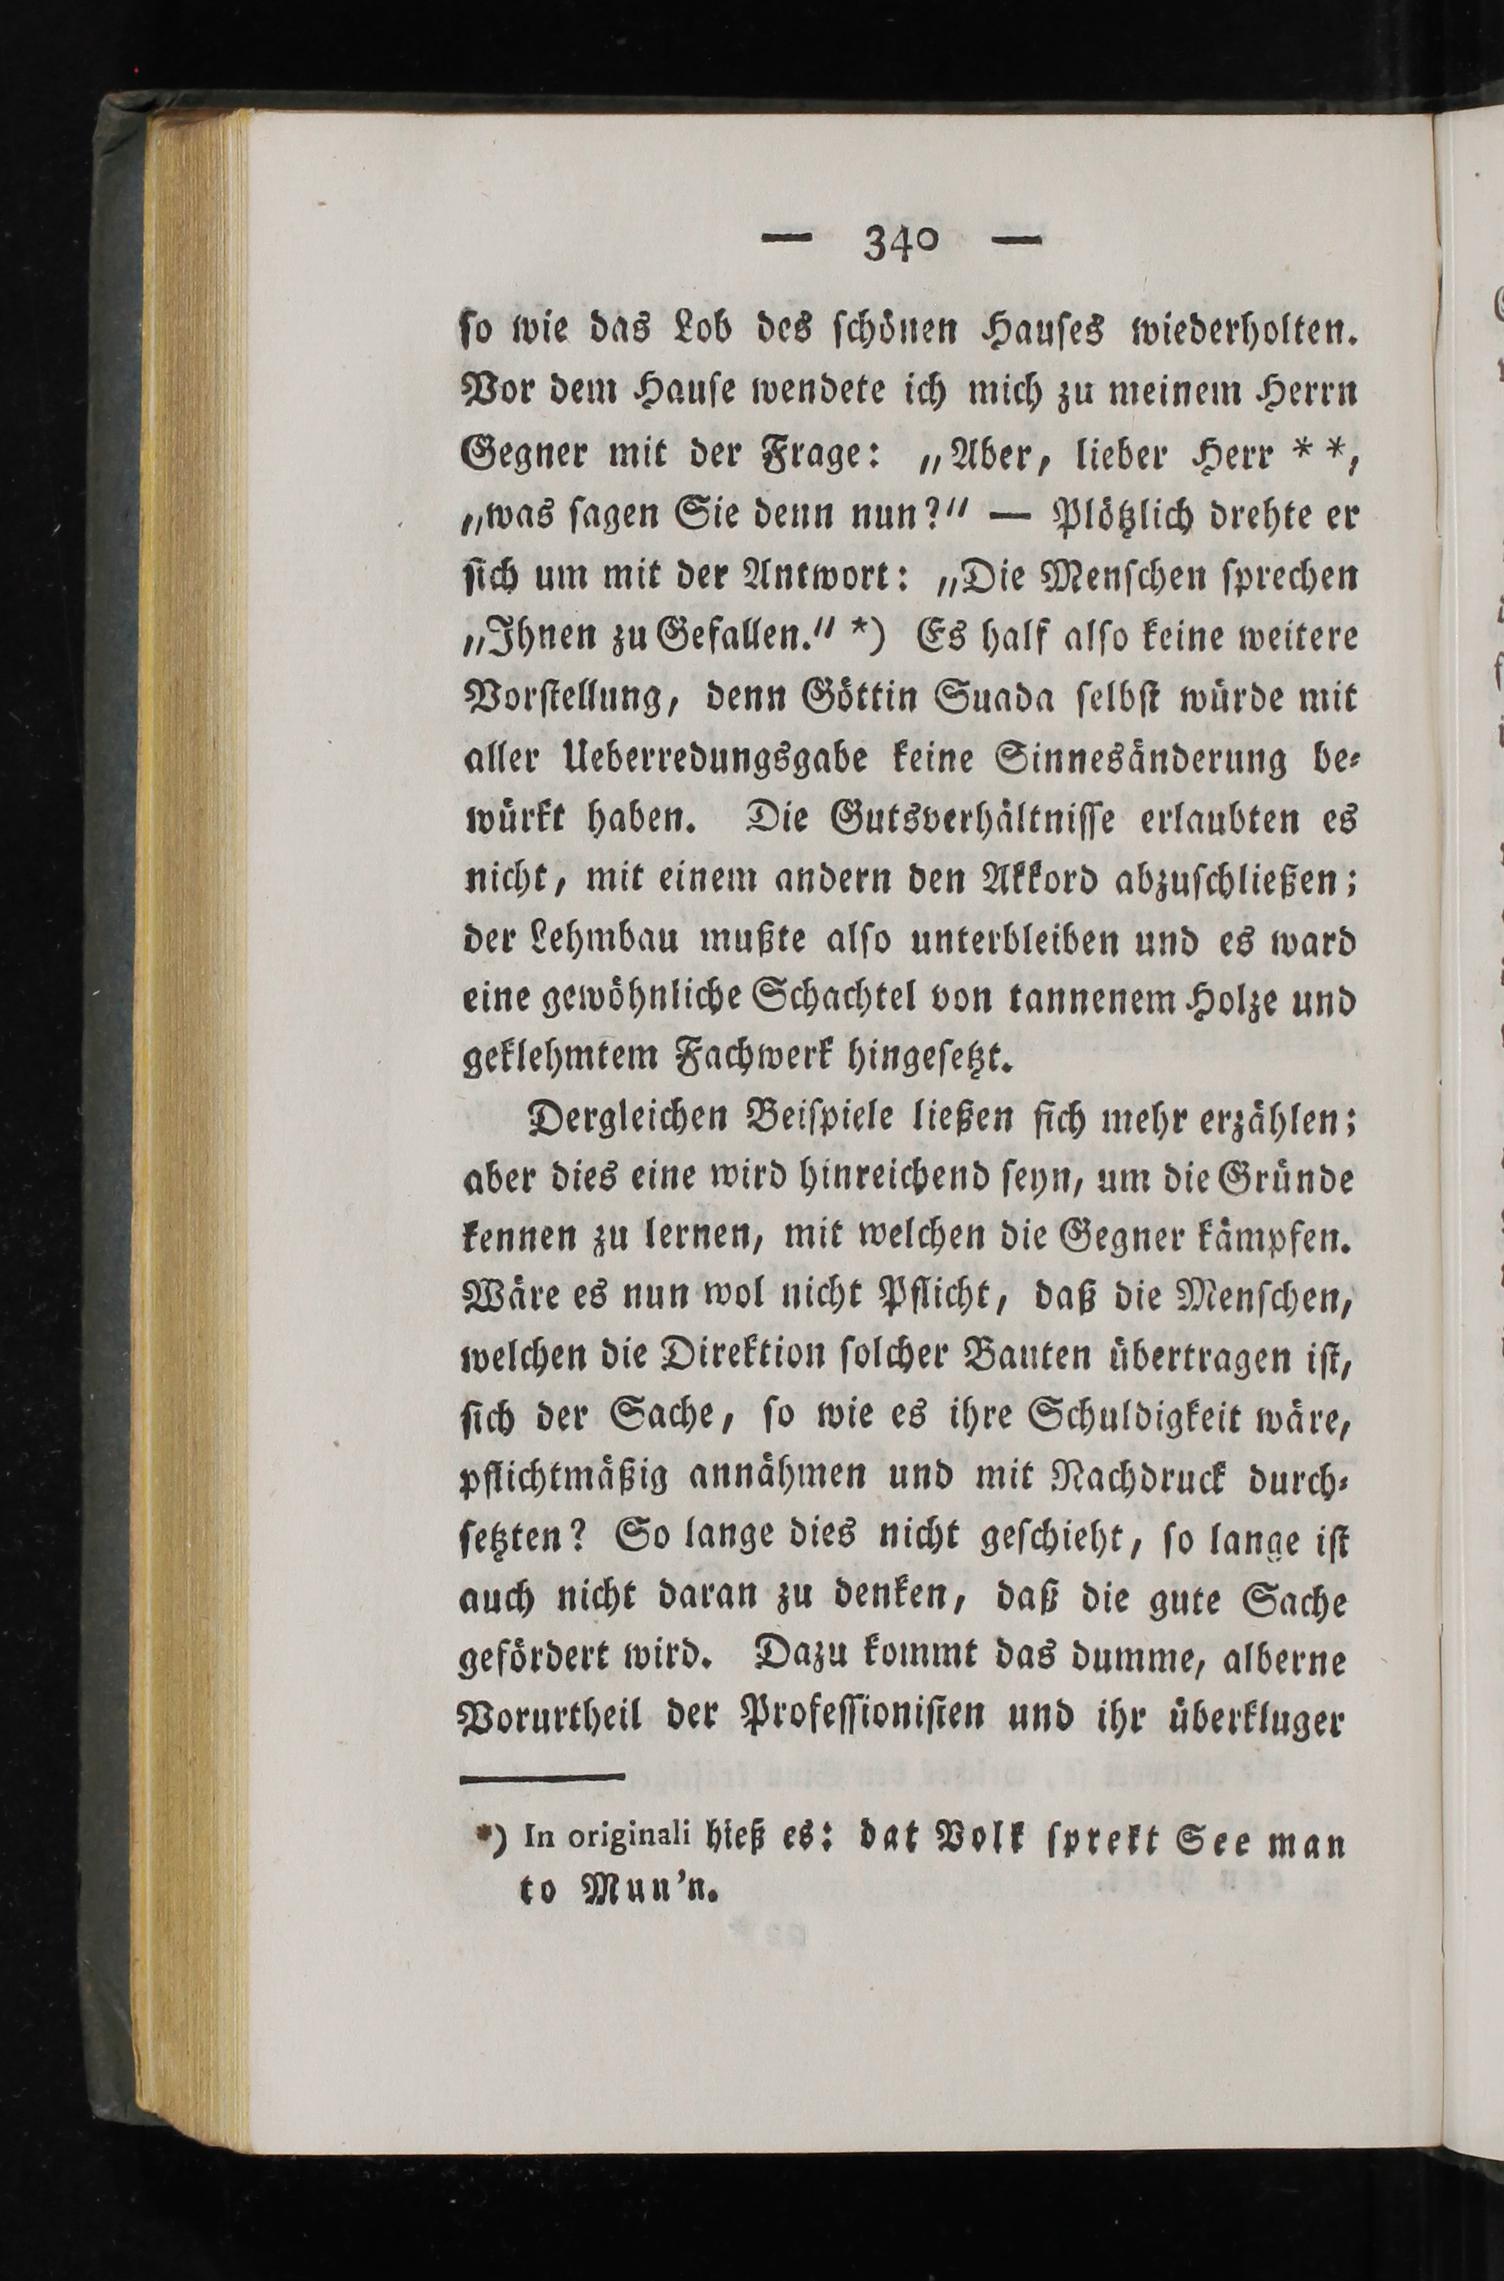 — 340 —
so wie das Lob des schönen Hauses wiederholten.
Vor dem Hause wendete ich mich zu meinem Herrn
Gegner mit der Frage: „Aber, lieber Herr * *,
„was sagen Sie denn nun?“ — Plötzlich drehte er
sich um mit der Antwort: „Die Menschen sprechen
„Ihnen zu Gefallen.“ *) Es half also keine weitere
Vorstellung, denn Göttin Suada selbst würde mit
aller Ueberredungsgabe keine Sinnesänderung be-
würkt haben. Die Gutsverhältnisse erlaubten es
nicht, mit einem andern den Akkord abzuschließen;
der Lehmbau mußte also unterbleiben und es ward
eine gewöhnliche Schachtel von tannenem Holze und
geklehmtem Fachwerk hingesetzt.
Dergleichen Beispiele ließen sich mehr erzählen;
aber dies eine wird hinreichend seyn, um die Gründe
kennen zu lernen, mit welchen die Gegner kämpfen.
Wäre es nun wol nicht Pflicht, daß die Menschen,
welchen die Direktion solcher Bauten übertragen ist,
sich der Sache, so wie es ihre Schuldigkeit wäre,
pflichtmäßig annähmen und mit Nachdruck durch-
setzten? So lange dies nicht geschieht, so lange ist
auch nicht daran zu denken, daß die gute Sache
gefördert wird. Dazu kommt das dumme, alberne
Vorurtheil der Professionisten und ihr überkluger
*) In originali hieß es: dat Volk sprekt See man
to Mun'n.